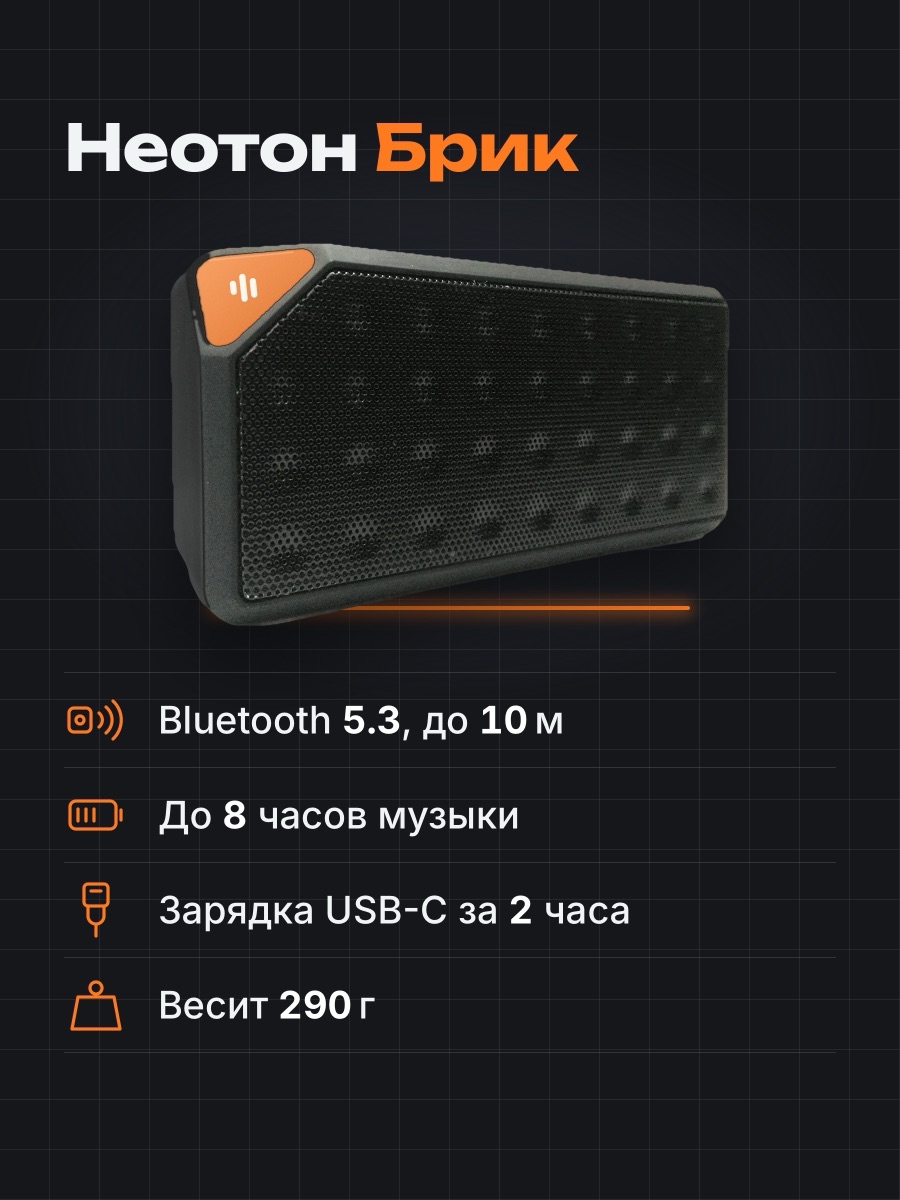 Неотон Брик
Bluetooth 5.3, до 10 м
До 8 часов музыки
Зарядка USB-C за 2 часа
Весит 290 г